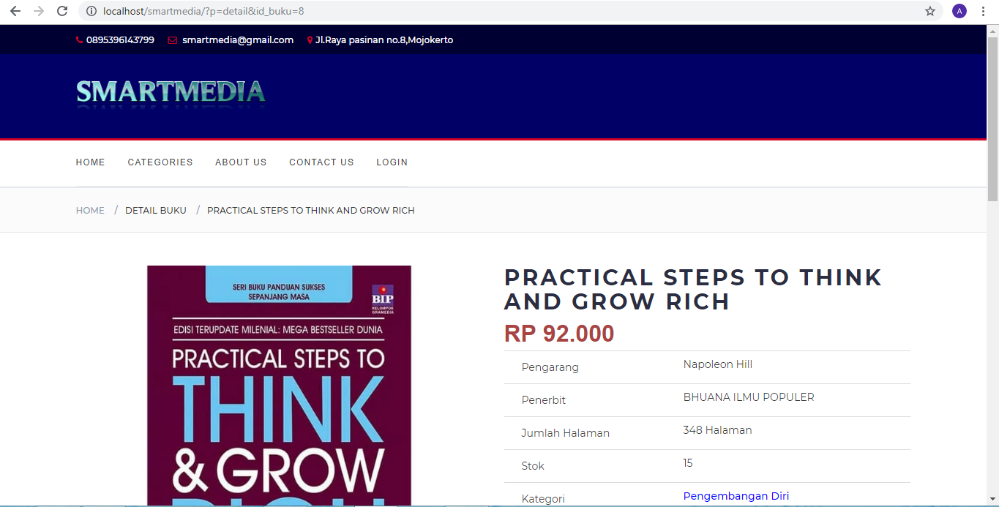 localhost/smartmedia/?p=detail&id_buku=8
A
0895396143799 smartmedia@gmail.com Jl.Raya pasinan no.8,Mojokerto
SMARTMEDIA
HOME CATEGORIES ABOUT US CONTACT US LOGIN
HOME / DETAIL BUKU / PRACTICAL STEPS TO THINK AND GROW RICH
SERI BUKU PANDUAN SUKSES
SEPANJANG MASA
BIP
KELOMPOK
GRAMEDIA
EDISI TERUPDATE MILENIAL: MEGA BESTSELLER DUNIA
PRACTICAL STEPS TO
THINK
& GROW
RICH
PRACTICAL STEPS TO THINK
AND GROW RICH
RP 92.000
Pengarang Napoleon Hill
Penerbit BHUANA ILMU POPULER
Jumlah Halaman 348 Halaman
Stok 15
Kategori Pengembangan Diri